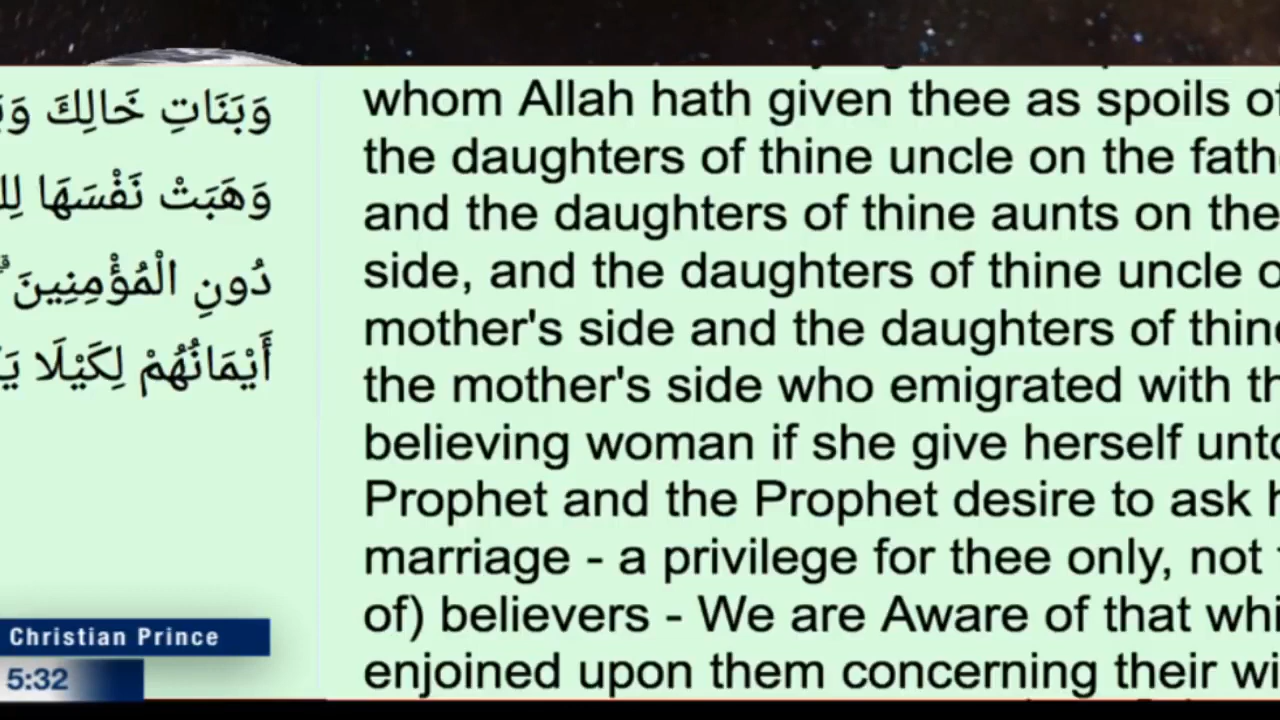 وَبَنَاتِ خَالِكَ
وَهَبَتْ نَفْسَهَا
دُونِ الْمُؤْمِنِينَ ۗ
أَيْمَانُهُمْ لِكَيْلَا
whom Allah hath given thee as spoils of
the daughters of thine uncle on the fath
and the daughters of thine aunts on the
side, and the daughters of thine uncle o
mother's side and the daughters of thin
the mother's side who emigrated with th
believing woman if she give herself unto
Prophet and the Prophet desire to ask h
marriage - a privilege for thee only, not
of) believers - We are Aware of that whi
enjoined upon them concerning their wi
Christian Prince
5:32